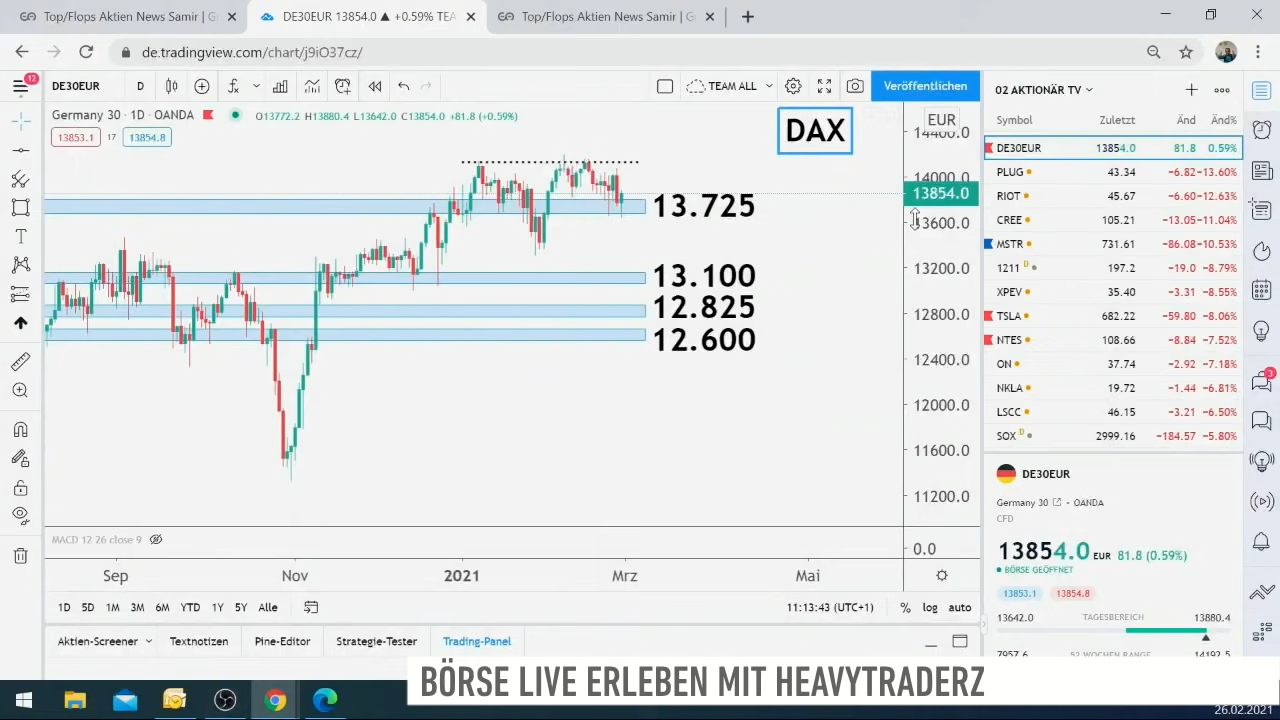 Top/Flops Aktien News Samir | G
DE30EUR 13854.0 ▲ +0.59% TEA
Top/Flops Aktien News Samir | G
de.tradingview.com/chart/j9iO37cz/
12
DE30EUR
D
TEAM ALL
Veröffentlichen
02 AKTIONÄR TV
Germany 30 · 1D · OANDA
O13772.2 H13880.4 L13642.0 C13854.0 +81.8 (+0.59%)
13853.1 17 13854.8
DAX
EUR
14400.0
14000.0
13854.0
13600.0
13200.0
12800.0
12400.0
12000.0
11600.0
11200.0
0.0
13.725
13.100
12.825
12.600
MACD 12 26 close 9
Sep Nov 2021 Mrz Mai
1D 5D 1M 3M 6M YTD 1Y 5Y Alle
11:13:43 (UTC+1) % log auto
Aktien-Screener Textnotizen Pine-Editor Strategie-Tester Trading-Panel
Symbol Zuletzt Änd Änd%
DE30EUR 13854.0 81.8 0.59%
PLUG 43.34 -6.82 -13.60%
RIOT 45.67 -6.60 -12.63%
CREE 105.21 -13.05 -11.04%
MSTR 731.61 -86.08 -10.53%
1211 D 197.2 -19.0 -8.79%
XPEV 35.40 -3.31 -8.55%
TSLA 682.22 -59.80 -8.06%
NTES 108.66 -8.84 -7.52%
ON 37.74 -2.92 -7.18%
NKLA 19.72 -1.44 -6.81%
LSCC 46.15 -3.21 -6.50%
SOX D 2999.16 -184.57 -5.80%
3
DE30EUR
Germany 30 · OANDA
CFD
13854.0 EUR 81.8 (0.59%)
BÖRSE GEÖFFNET
13853.1 13854.8
13642.0 TAGESBEREICH 13880.4
7957.6 52 WOCHEN RANGE 14192.5
BÖRSE LIVE ERLEBEN MIT HEAVYTRADERZ
26.02.2021